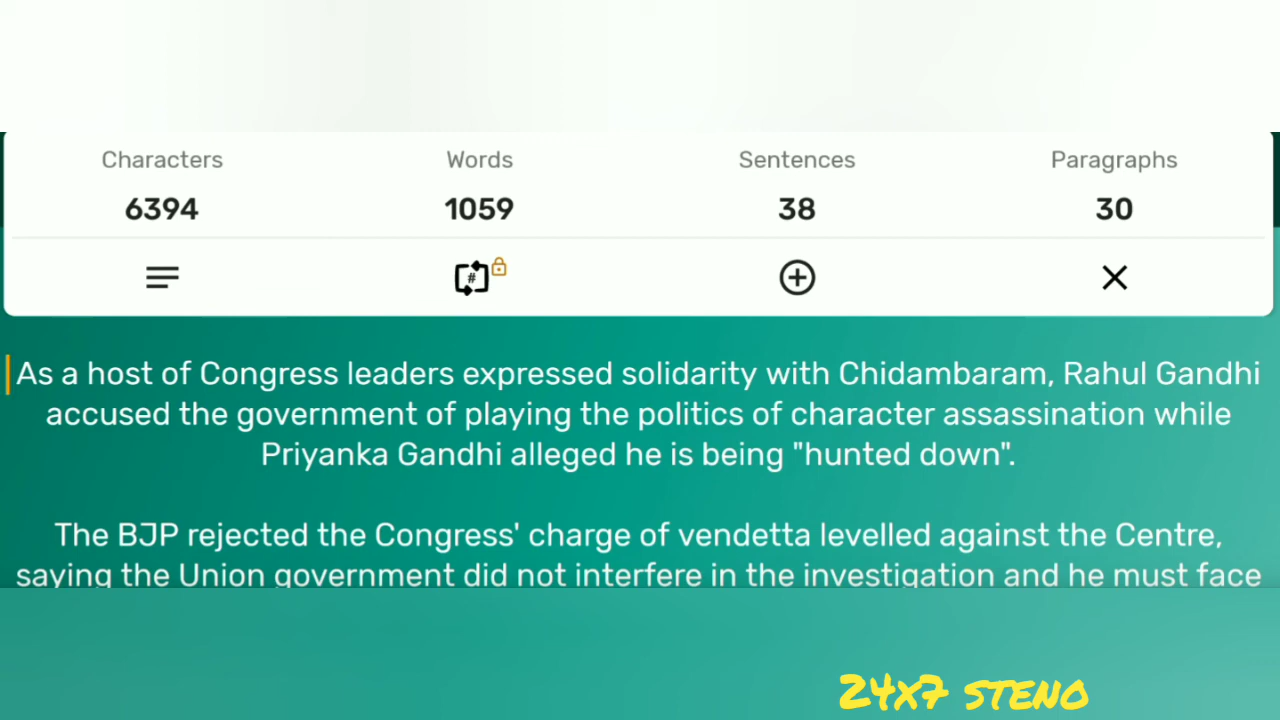 Characters Words Sentences Paragraphs
6394 1059 38 30
#
As a host of Congress leaders expressed solidarity with Chidambaram, Rahul Gandhi
accused the government of playing the politics of character assassination while
Priyanka Gandhi alleged he is being "hunted down".
The BJP rejected the Congress' charge of vendetta levelled against the Centre,
saying the Union government did not interfere in the investigation and he must face
24x7 STENO